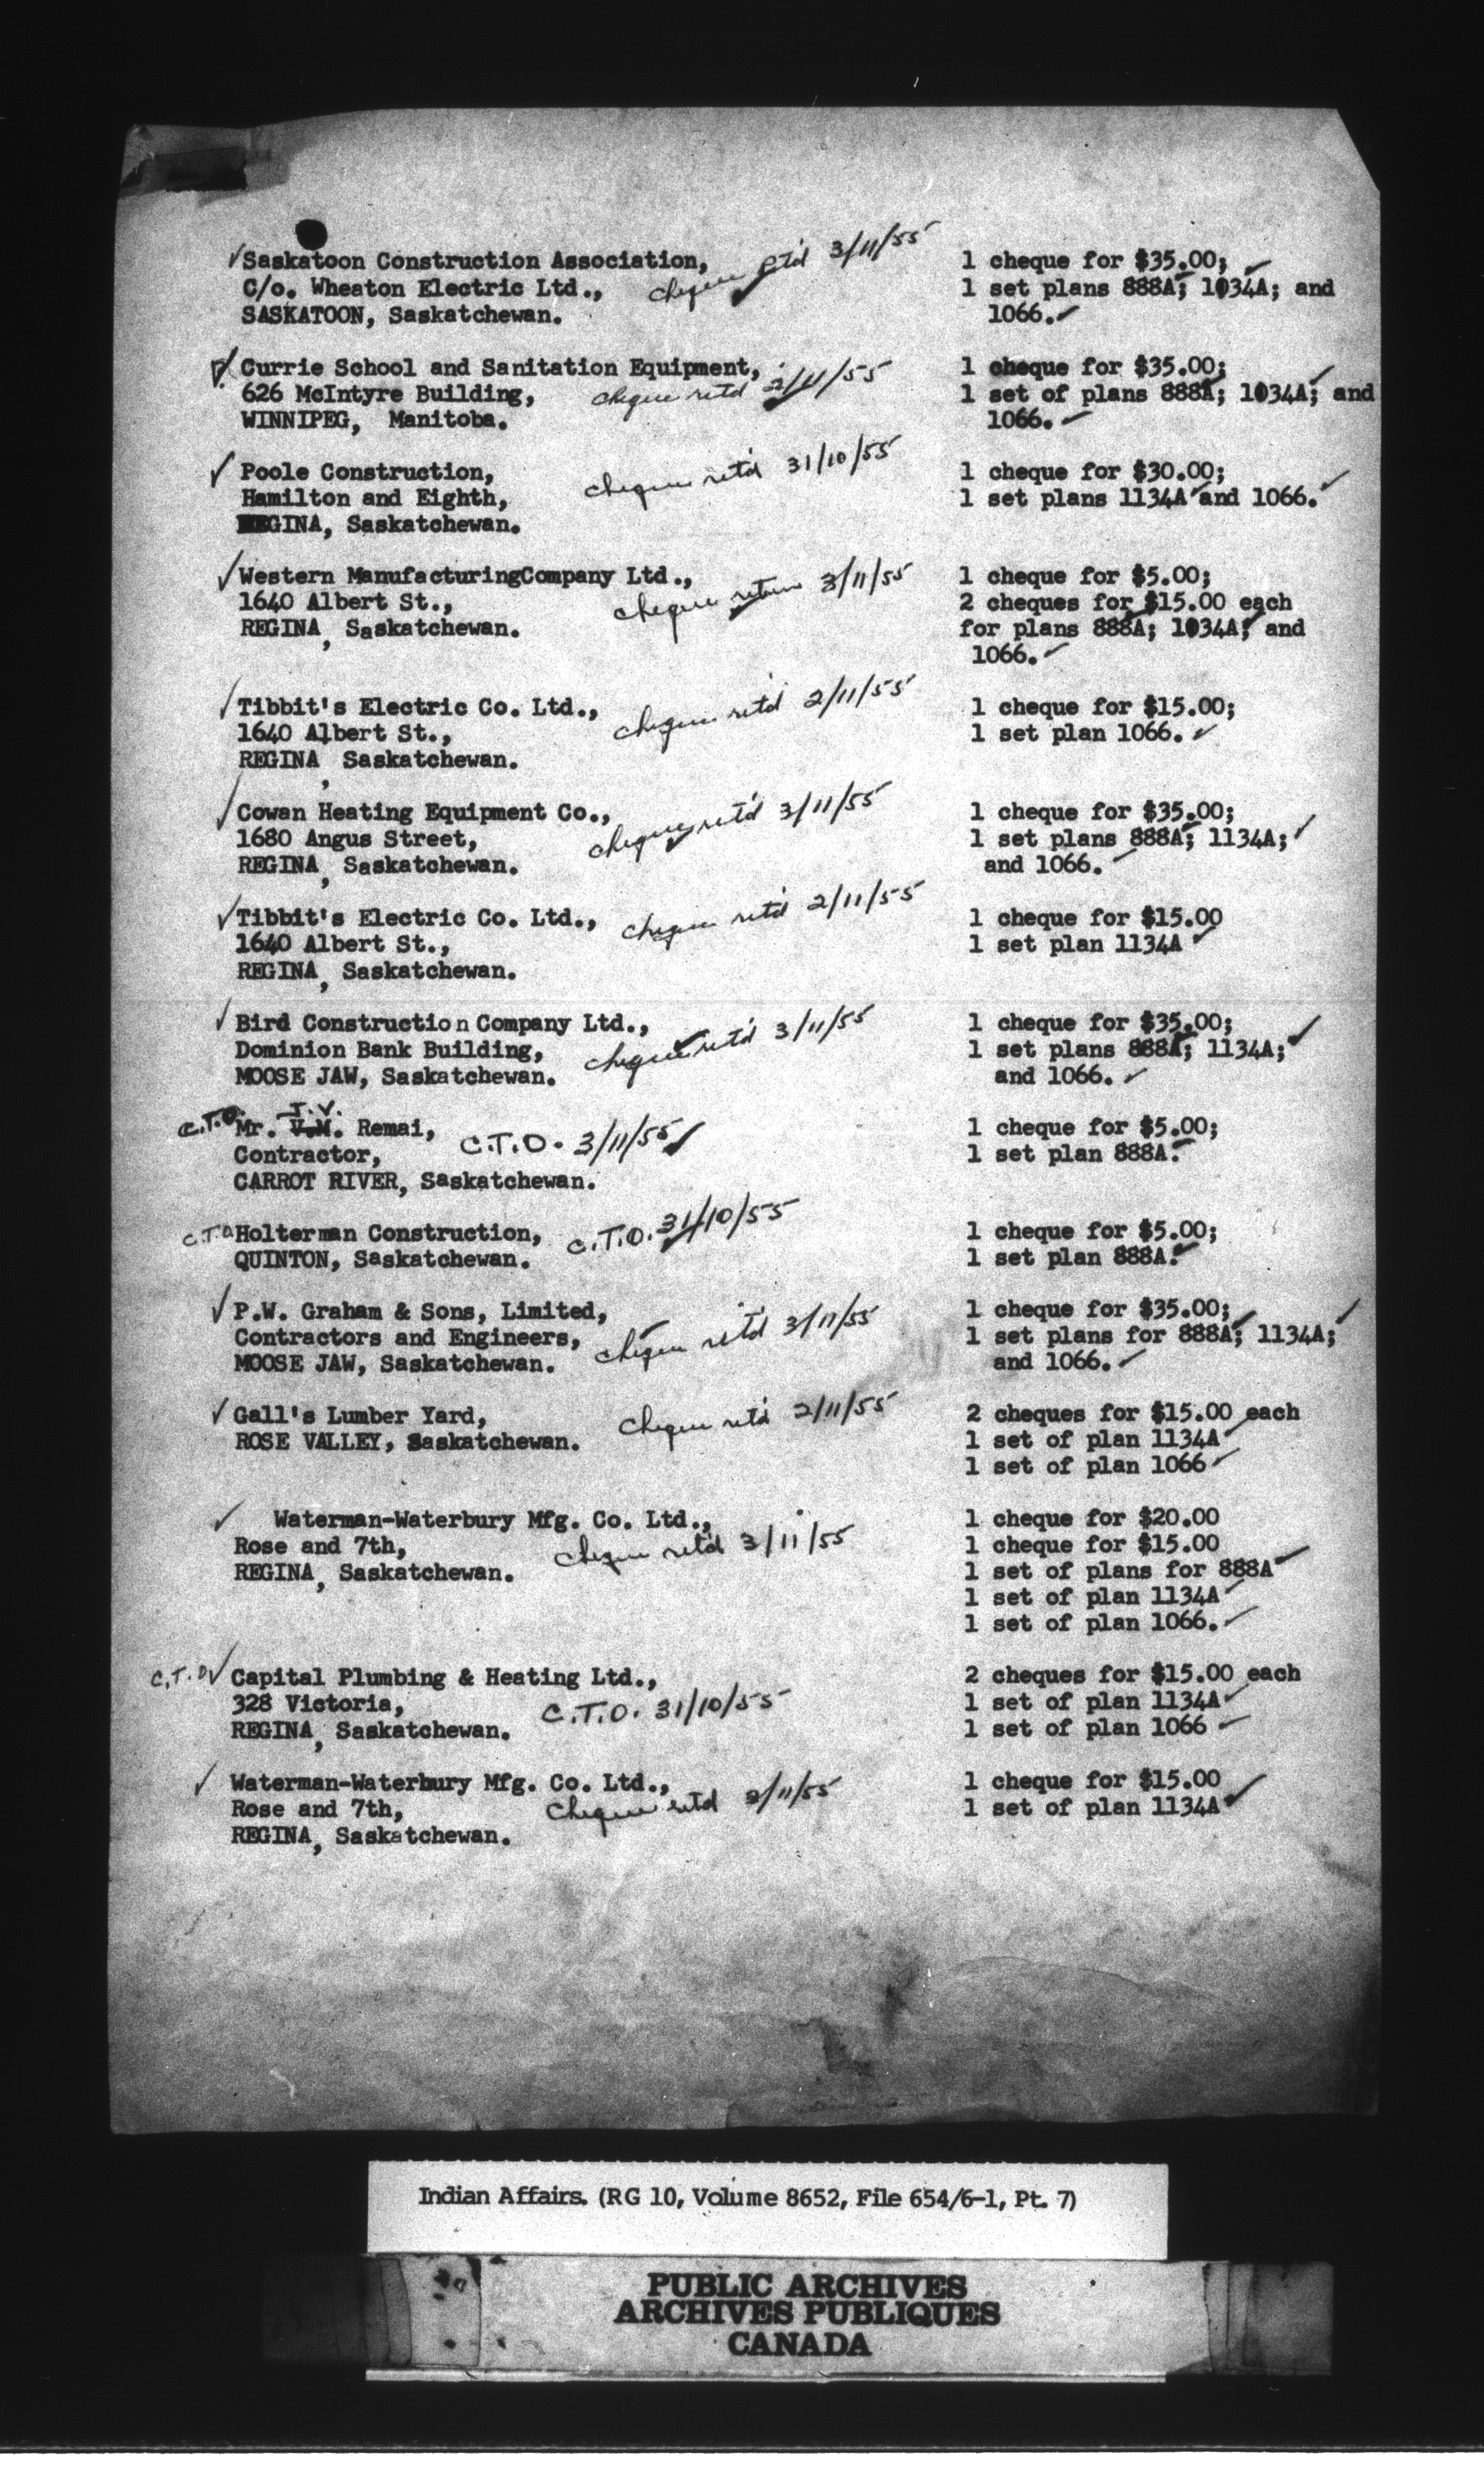 ✓Saskatoon Construction Association, cheque ret'd 3/11/55 1 cheque for $35.00;
C/o. Wheaton Electric Ltd., 1 set plans 888A; 1034A; and
SASKATOON, Saskatchewan. 1066.✓
✓ Currie School and Sanitation Equipment, 1 cheque for $35.00;
626 McIntyre Building, cheque ret'd 2/11/55 1 set of plans 888A; 1034A; and
WINNIPEG, Manitoba. 1066. ✓
✓ Poole Construction, cheque ret'd 31/10/55 1 cheque for $30.00;
Hamilton and Eighth, 1 set plans 1134A and 1066.✓
REGINA, Saskatchewan.
✓Western ManufacturingCompany Ltd., cheque return 3/11/55 1 cheque for $5.00;
1640 Albert St., 2 cheques for $15.00 each
REGINA, Saskatchewan. for plans 888A; 1034A; and
1066.✓
✓Tibbit's Electric Co. Ltd., cheque ret'd 2/11/55 1 cheque for $15.00;
1640 Albert St., 1 set plan 1066. ✓
REGINA, Saskatchewan.
✓Cowan Heating Equipment Co., cheque ret'd 3/11/55 1 cheque for $35.00;
1680 Angus Street, 1 set plans 888A; 1134A;✓
REGINA, Saskatchewan. and 1066. ✓
✓Tibbit's Electric Co. Ltd., cheque ret'd 2/11/55 1 cheque for $15.00
1640 Albert St., 1 set plan 1134A ✓
REGINA, Saskatchewan.
✓Bird Construction Company Ltd., cheque ret'd 3/11/55 1 cheque for $35.00;
Dominion Bank Building, 1 set plans 888A; 1134A;✓
MOOSE JAW, Saskatchewan. and 1066. ✓
J.V.
C.T.O. Mr. V.M. Remai, C.T.O. 3/11/55✓ 1 cheque for $5.00;
Contractor, 1 set plan 888A.✓
CARROT RIVER, Saskatchewan.
C.T.O Holterman Construction, C.T.O. 31/10/55 1 cheque for $5.00;
QUINTON, Saskatchewan. 1 set plan 888A.✓
✓ P.W. Graham & Sons, Limited, 1 cheque for $35.00;
Contractors and Engineers, cheque ret'd 3/11/55 1 set plans for 888A; 1134A;✓
MOOSE JAW, Saskatchewan. and 1066.✓
✓ Gall's Lumber Yard, cheque ret'd 2/11/55 2 cheques for $15.00 each
ROSE VALLEY, Saskatchewan. 1 set of plan 1134A✓
1 set of plan 1066✓
✓ Waterman-Waterbury Mfg. Co. Ltd., 1 cheque for $20.00
Rose and 7th, cheque ret'd 3/11/55 1 cheque for $15.00
REGINA, Saskatchewan. 1 set of plans for 888A✓
1 set of plan 1134A✓
1 set of plan 1066.✓
C.T.O✓ Capital Plumbing & Heating Ltd., 2 cheques for $15.00 each
328 Victoria, C.T.O. 31/10/55 1 set of plan 1134A✓
REGINA, Saskatchewan. 1 set of plan 1066 ✓
✓ Waterman-Waterbury Mfg. Co. Ltd., 1 cheque for $15.00
Rose and 7th, Cheque retd 3/11/55 1 set of plan 1134A✓
REGINA, Saskatchewan.
Indian Affairs. (RG 10, Volume 8652, File 654/6-1, Pt. 7)
PUBLIC ARCHIVES
ARCHIVES PUBLIQUES
CANADA